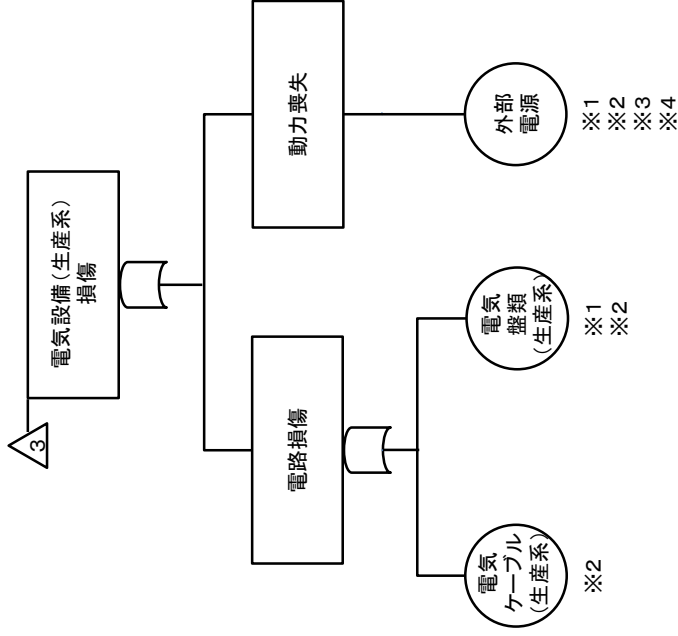 3
電気設備(生産系)
損傷
電路損傷
動力喪失
電気
ケーブル
(生産系)
※2
電気
盤類
(生産系)
※1
※2
外部
電源
※1
※2
※3
※4